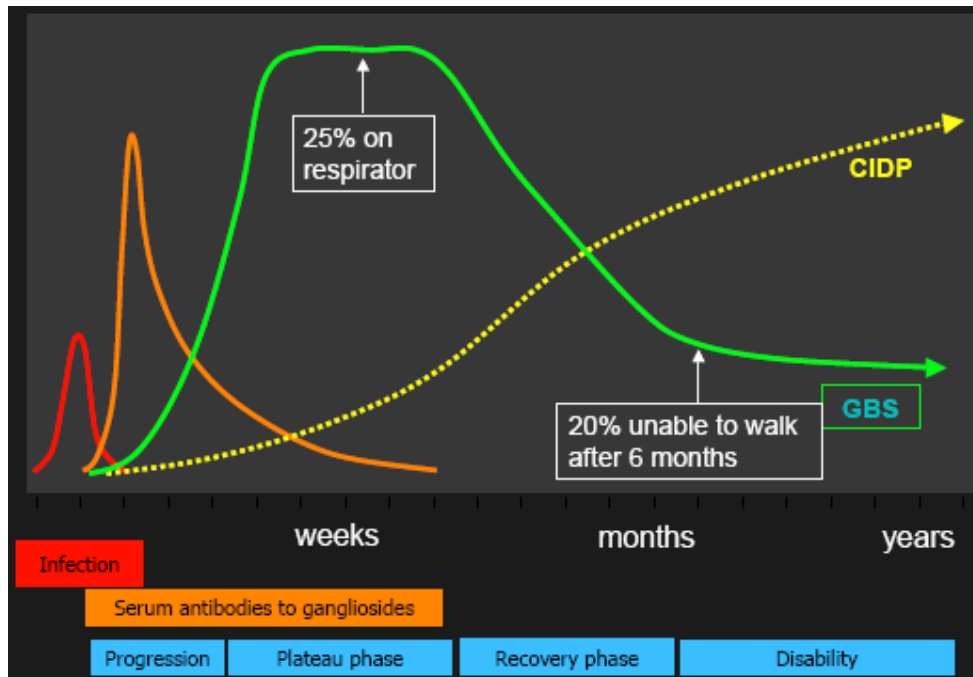 25% on
respirator
CIDP
20% unable to walk
after 6 months
GBS
weeks
months
years
Infection
Serum antibodies to gangliosides
Progression
Plateau phase
Recovery phase
Disability